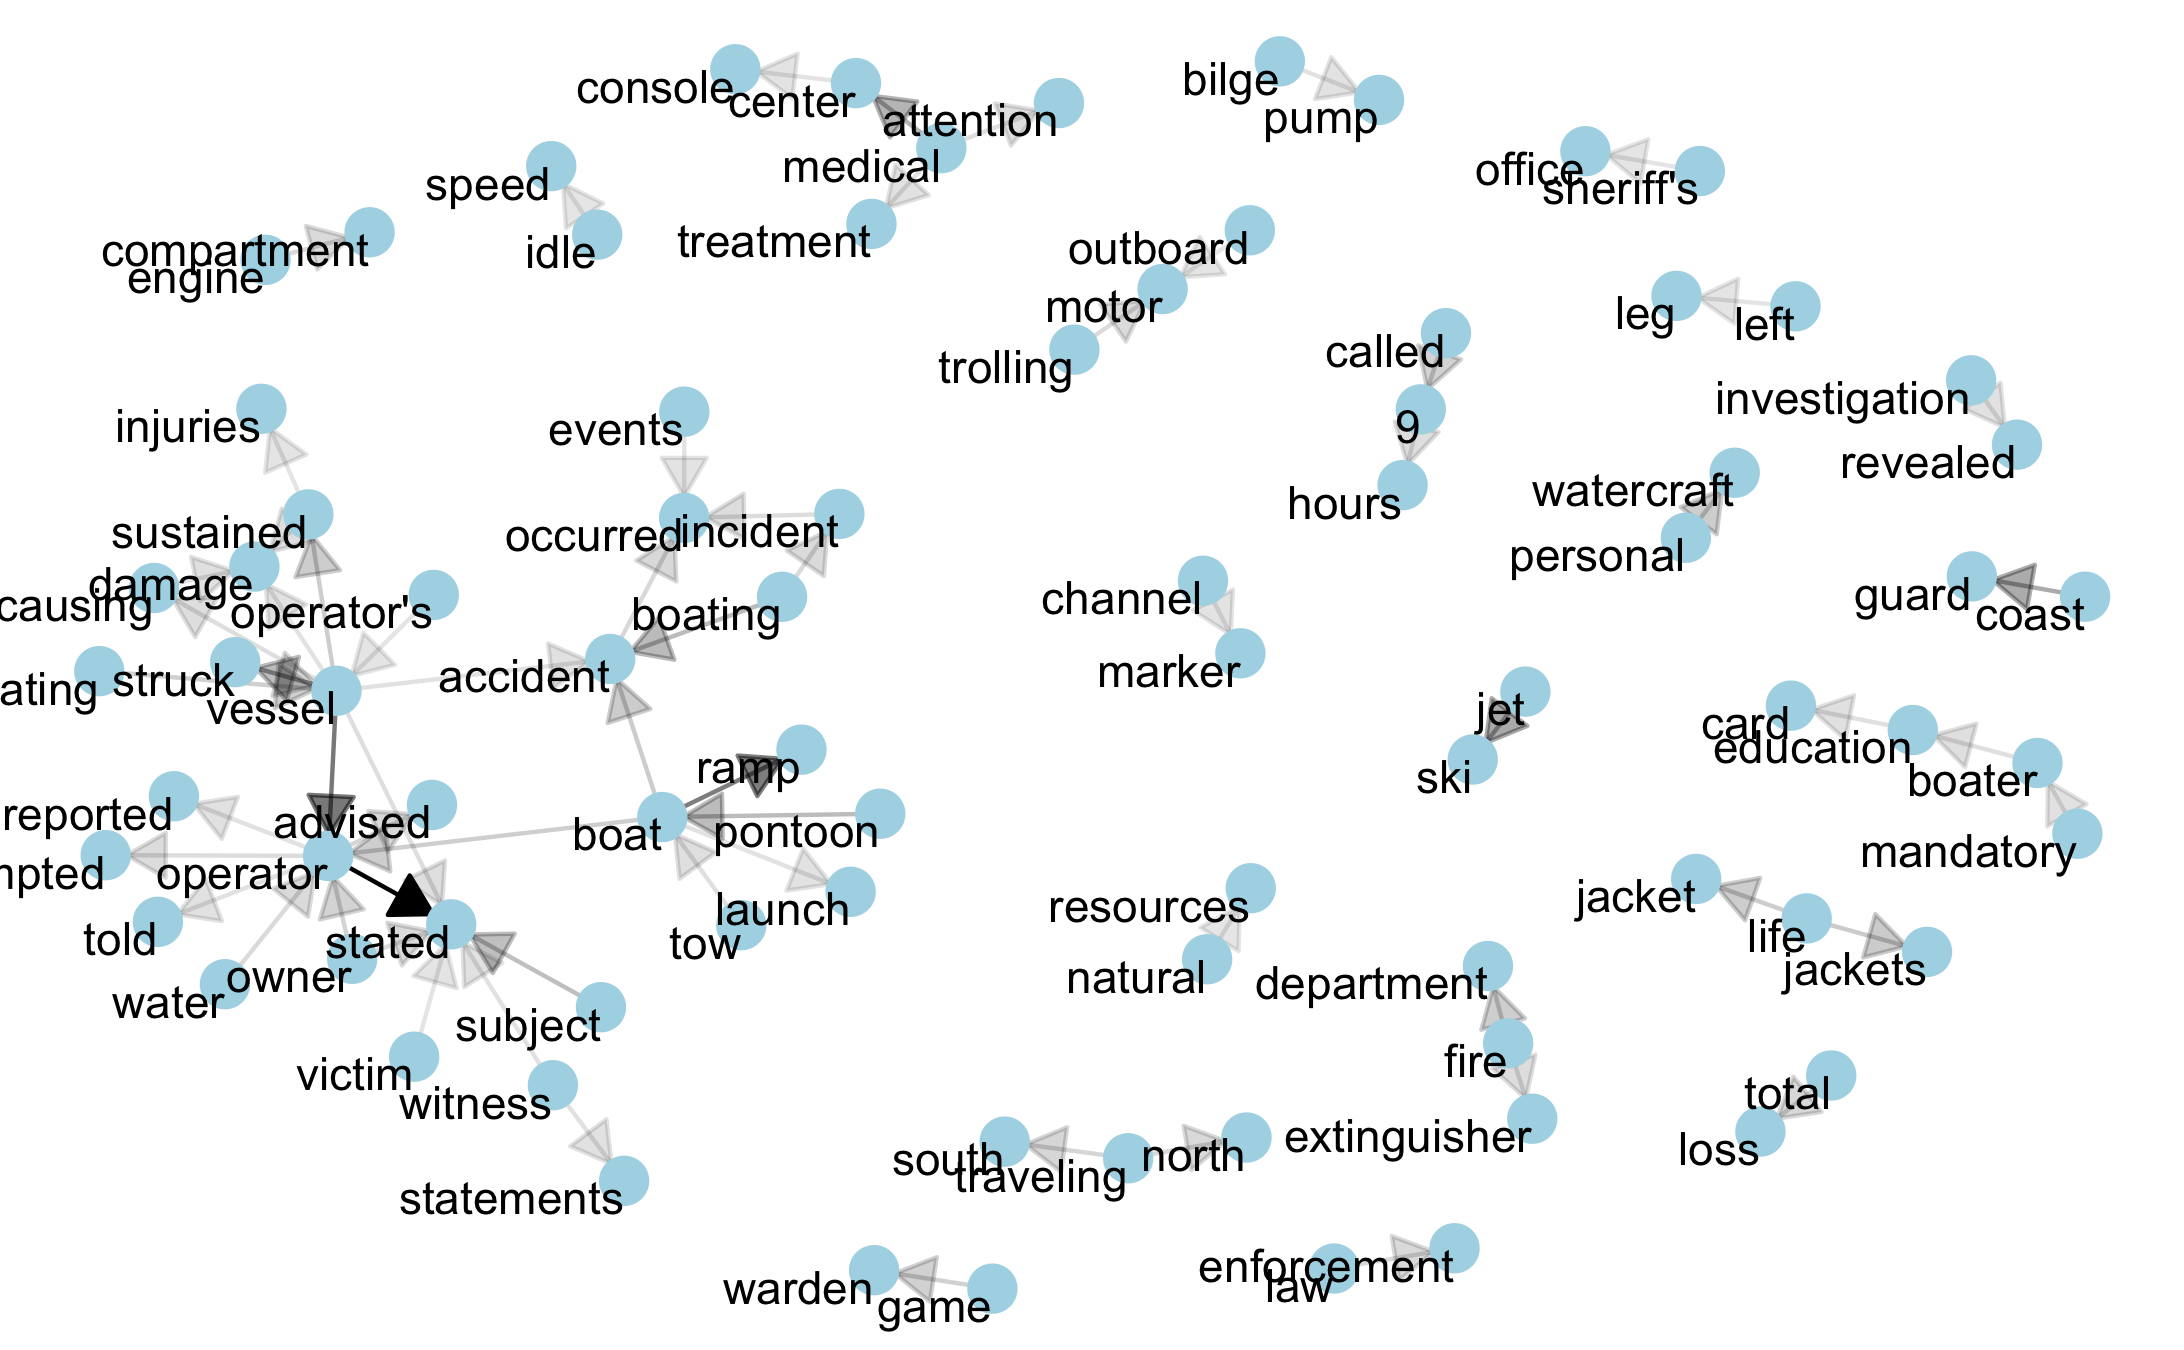 console
center
attention
bilge
pump
medical
office
sheriff's
speed
idle
treatment
outboard
compartment
engine
motor
leg
left
called
trolling
investigation
injuries
events
9
revealed
watercraft
hours
sustained
occurred
incident
personal
damage
causing
operator's
boating
channel
guard
coast
accident
marker
ating
struck
vessel
jet
card
education
ramp
ski
boater
reported
advised
boat
pontoon
mandatory
mpted
operator
jacket
launch
resources
told
stated
tow
life
jackets
owner
natural
department
water
subject
fire
victim
total
witness
extinguisher
loss
south
north
traveling
statements
enforcement
law
warden
game